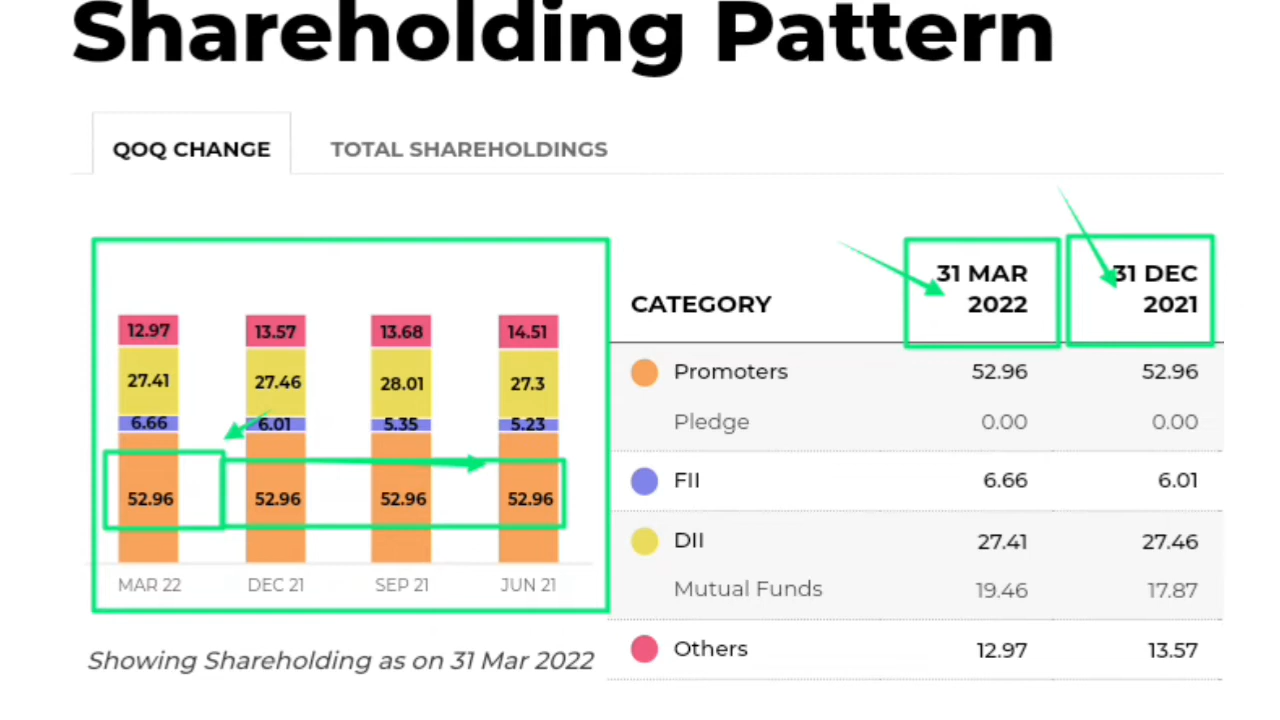 Shareholding Pattern
QOQ CHANGE
TOTAL SHAREHOLDINGS
12.97 13.57 13.68 14.51
27.41 27.46 28.01 27.3
6.66 6.01 5.35 5.23
52.96 52.96 52.96 52.96
MAR 22 DEC 21 SEP 21 JUN 21
Showing Shareholding as on 31 Mar 2022
CATEGORY
31 MAR
2022
31 DEC
2021
Promoters 52.96 52.96
Pledge 0.00 0.00
FII 6.66 6.01
DII 27.41 27.46
Mutual Funds 19.46 17.87
Others 12.97 13.57